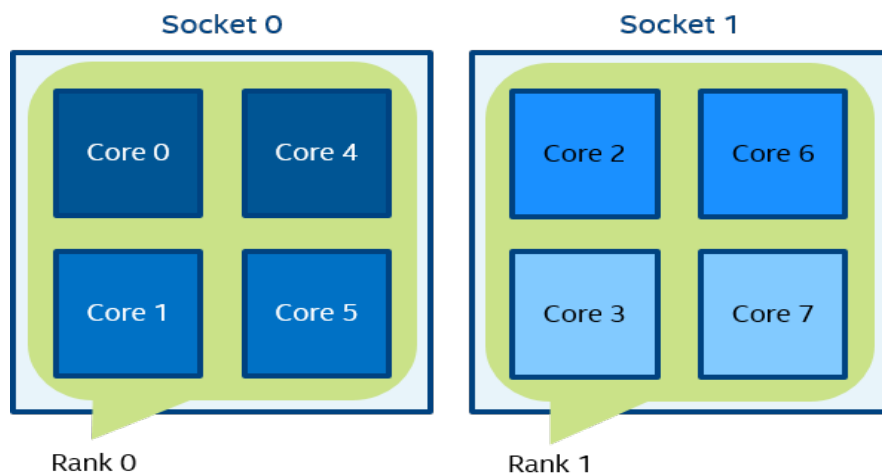 Socket 0
Socket 1
Core 0
Core 4
Core 2
Core 6
Core 1
Core 5
Core 3
Core 7
Rank 0
Rank 1